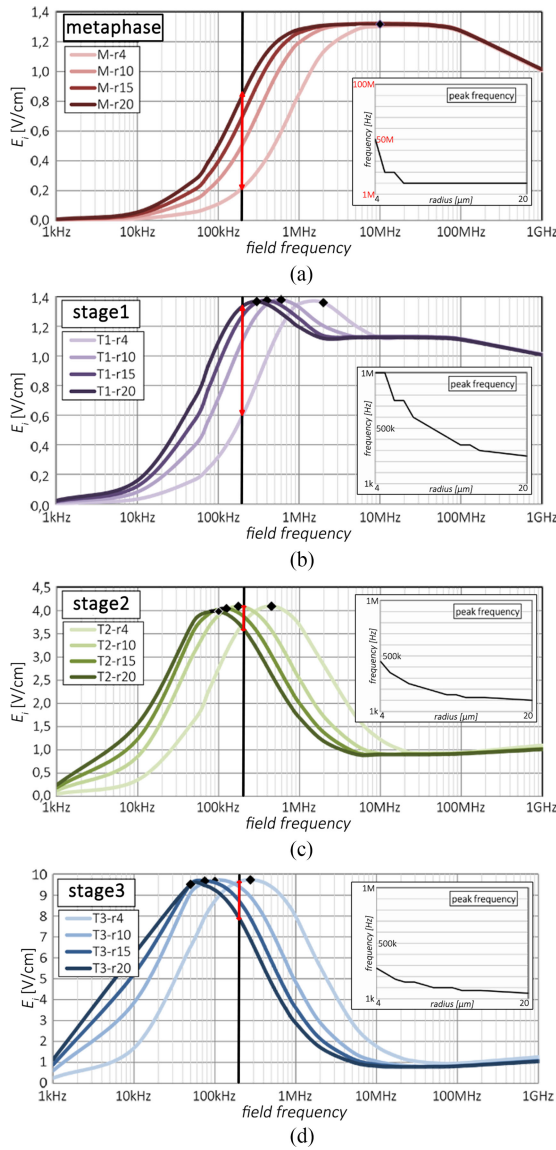 metaphase
M-r4
M-r10
M-r15
M-r20
Ei [V/cm]
1,4
1,2
1,0
0,8
0,6
0,4
0,2
0,0
1kHz 10kHz 100kHz 1MHz 10MHz 100MHz 1GHz
field frequency
peak frequency
frequency [Hz]
100M
50M
1M
4 radius [µm] 20
(a)
stage1
T1-r4
T1-r10
T1-r15
T1-r20
Ei [V/cm]
1,4
1,2
1,0
0,8
0,6
0,4
0,2
0,0
1kHz 10kHz 100kHz 1MHz 10MHz 100MHz 1GHz
field frequency
peak frequency
frequency [Hz]
1M
500k
1k
4 radius [µm] 20
(b)
stage2
T2-r4
T2-r10
T2-r15
T2-r20
Ei [V/cm]
4,5
4,0
3,5
3,0
2,5
2,0
1,5
1,0
0,5
0,0
1kHz 10kHz 100kHz 1MHz 10MHz 100MHz 1GHz
field frequency
peak frequency
frequency [Hz]
1M
500k
1k
4 radius [µm] 20
(c)
stage3
T3-r4
T3-r10
T3-r15
T3-r20
Ei [V/cm]
10
9
8
7
6
5
4
3
2
1
0
1kHz 10kHz 100kHz 1MHz 10MHz 100MHz 1GHz
field frequency
peak frequency
frequency [Hz]
1M
500k
1k
4 radius [µm] 20
(d)